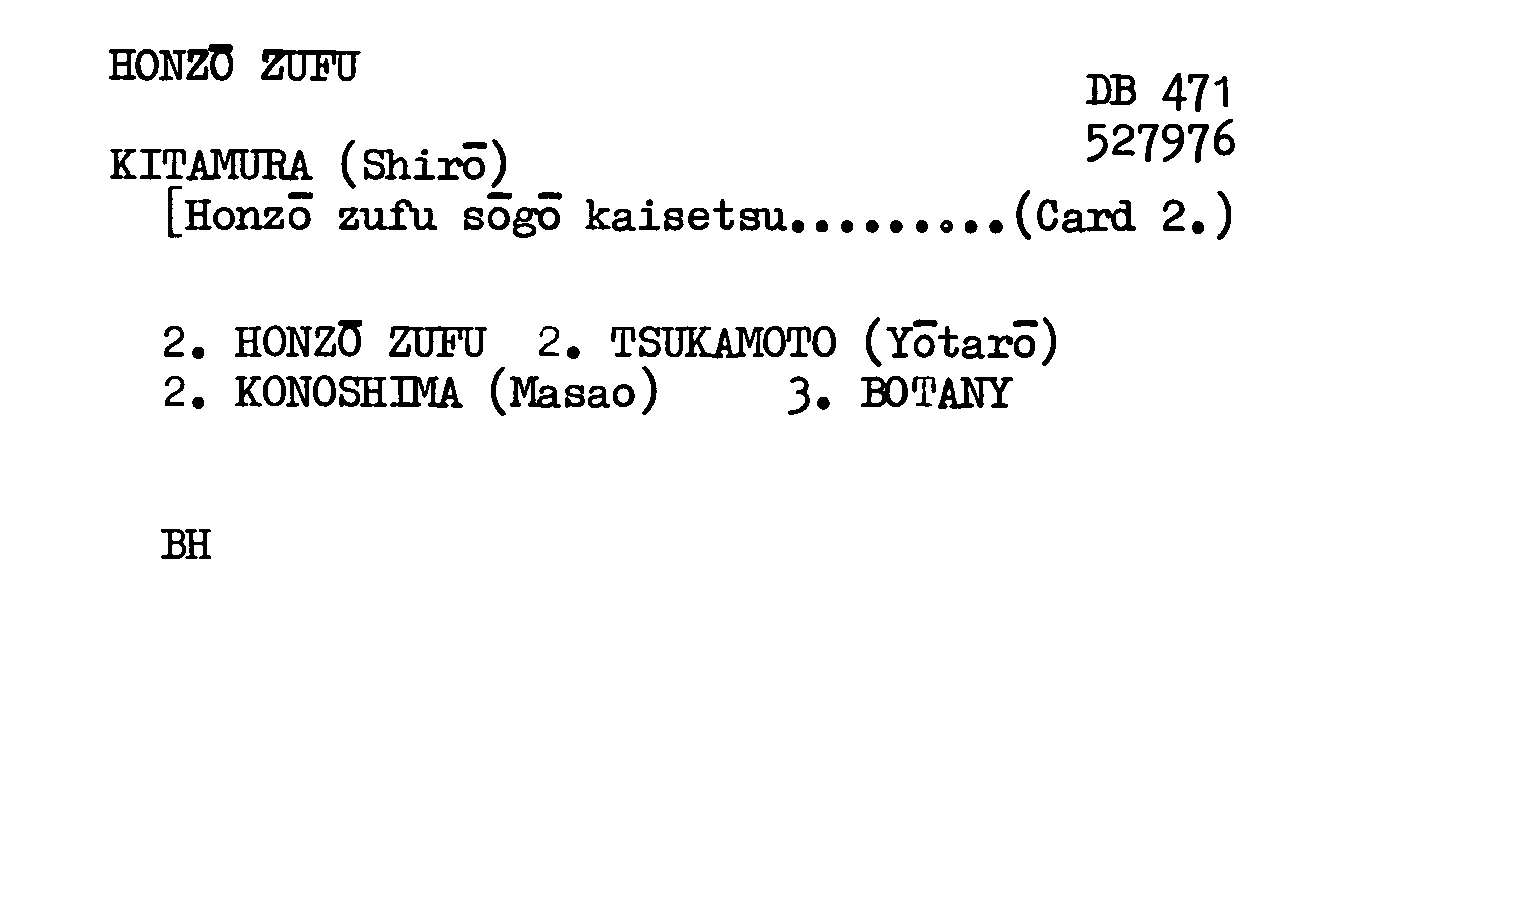 HONZŌ ZUFU
DB 471
527976
KITAMURA (Shirō)
[Honzō zufu sōgō kaisetsu.........(Card 2.)
2. HONZŌ ZUFU 2. TSUKAMOTO (Yōtarō)
2. KONOSHIMA (Masao) 3. BOTANY
BH